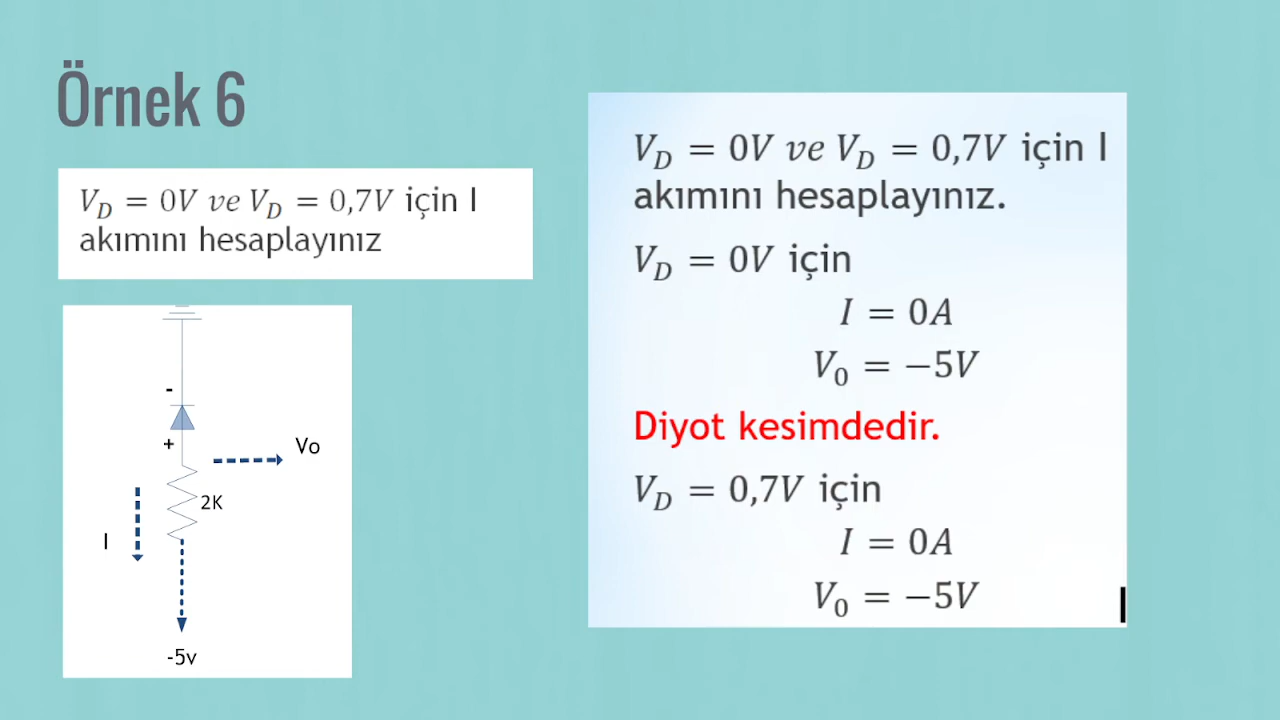 Örnek 6
V_D = 0V ve V_D = 0,7V için I
akımını hesaplayınız
-
+
Vo
2K
I
-5v
V_D = 0V ve V_D = 0,7V için I
akımını hesaplayınız.
V_D = 0V için
I = 0A
V_0 = −5V
Diyot kesimdedir.
V_D = 0,7V için
I = 0A
V_0 = −5V